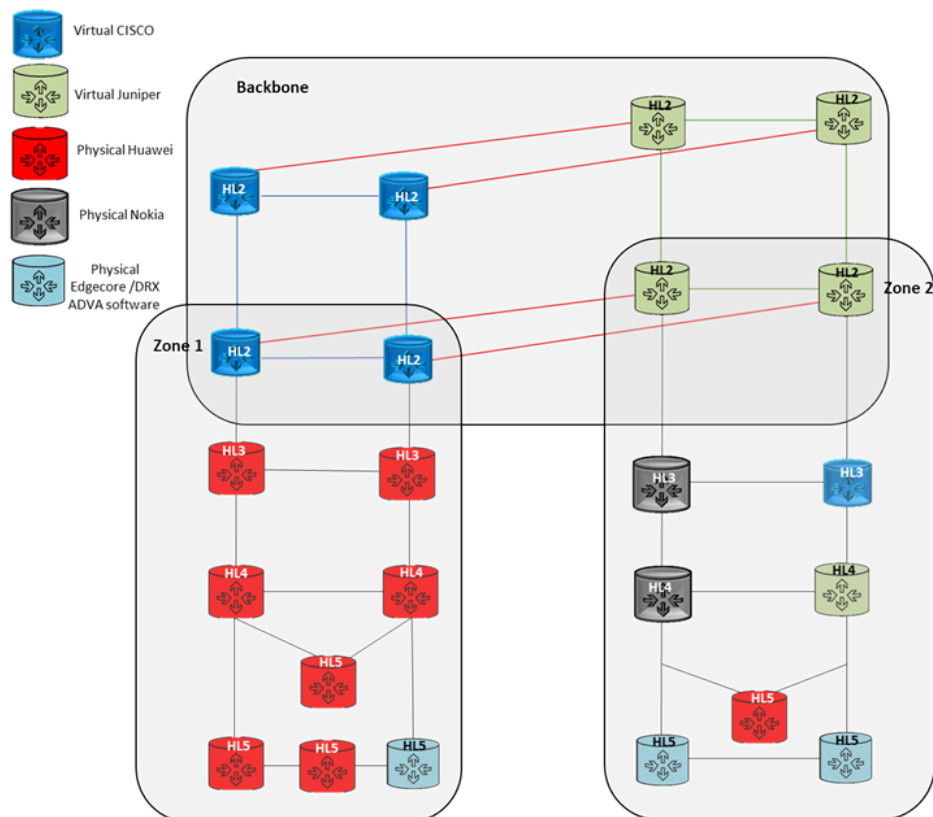 Virtual CISCO
Virtual Juniper
Physical Huawei
Physical Nokia
Physical
Edgecore /DRX
ADVA software
Backbone
HL2
HL2
HL2
HL2
HL2
HL2
Zone 2
Zone 1
HL2
HL2
HL3
HL3
HL3
HL3
HL4
HL4
HL4
HL4
HL5
HL5
HL5
HL5
HL5
HL5
HL5